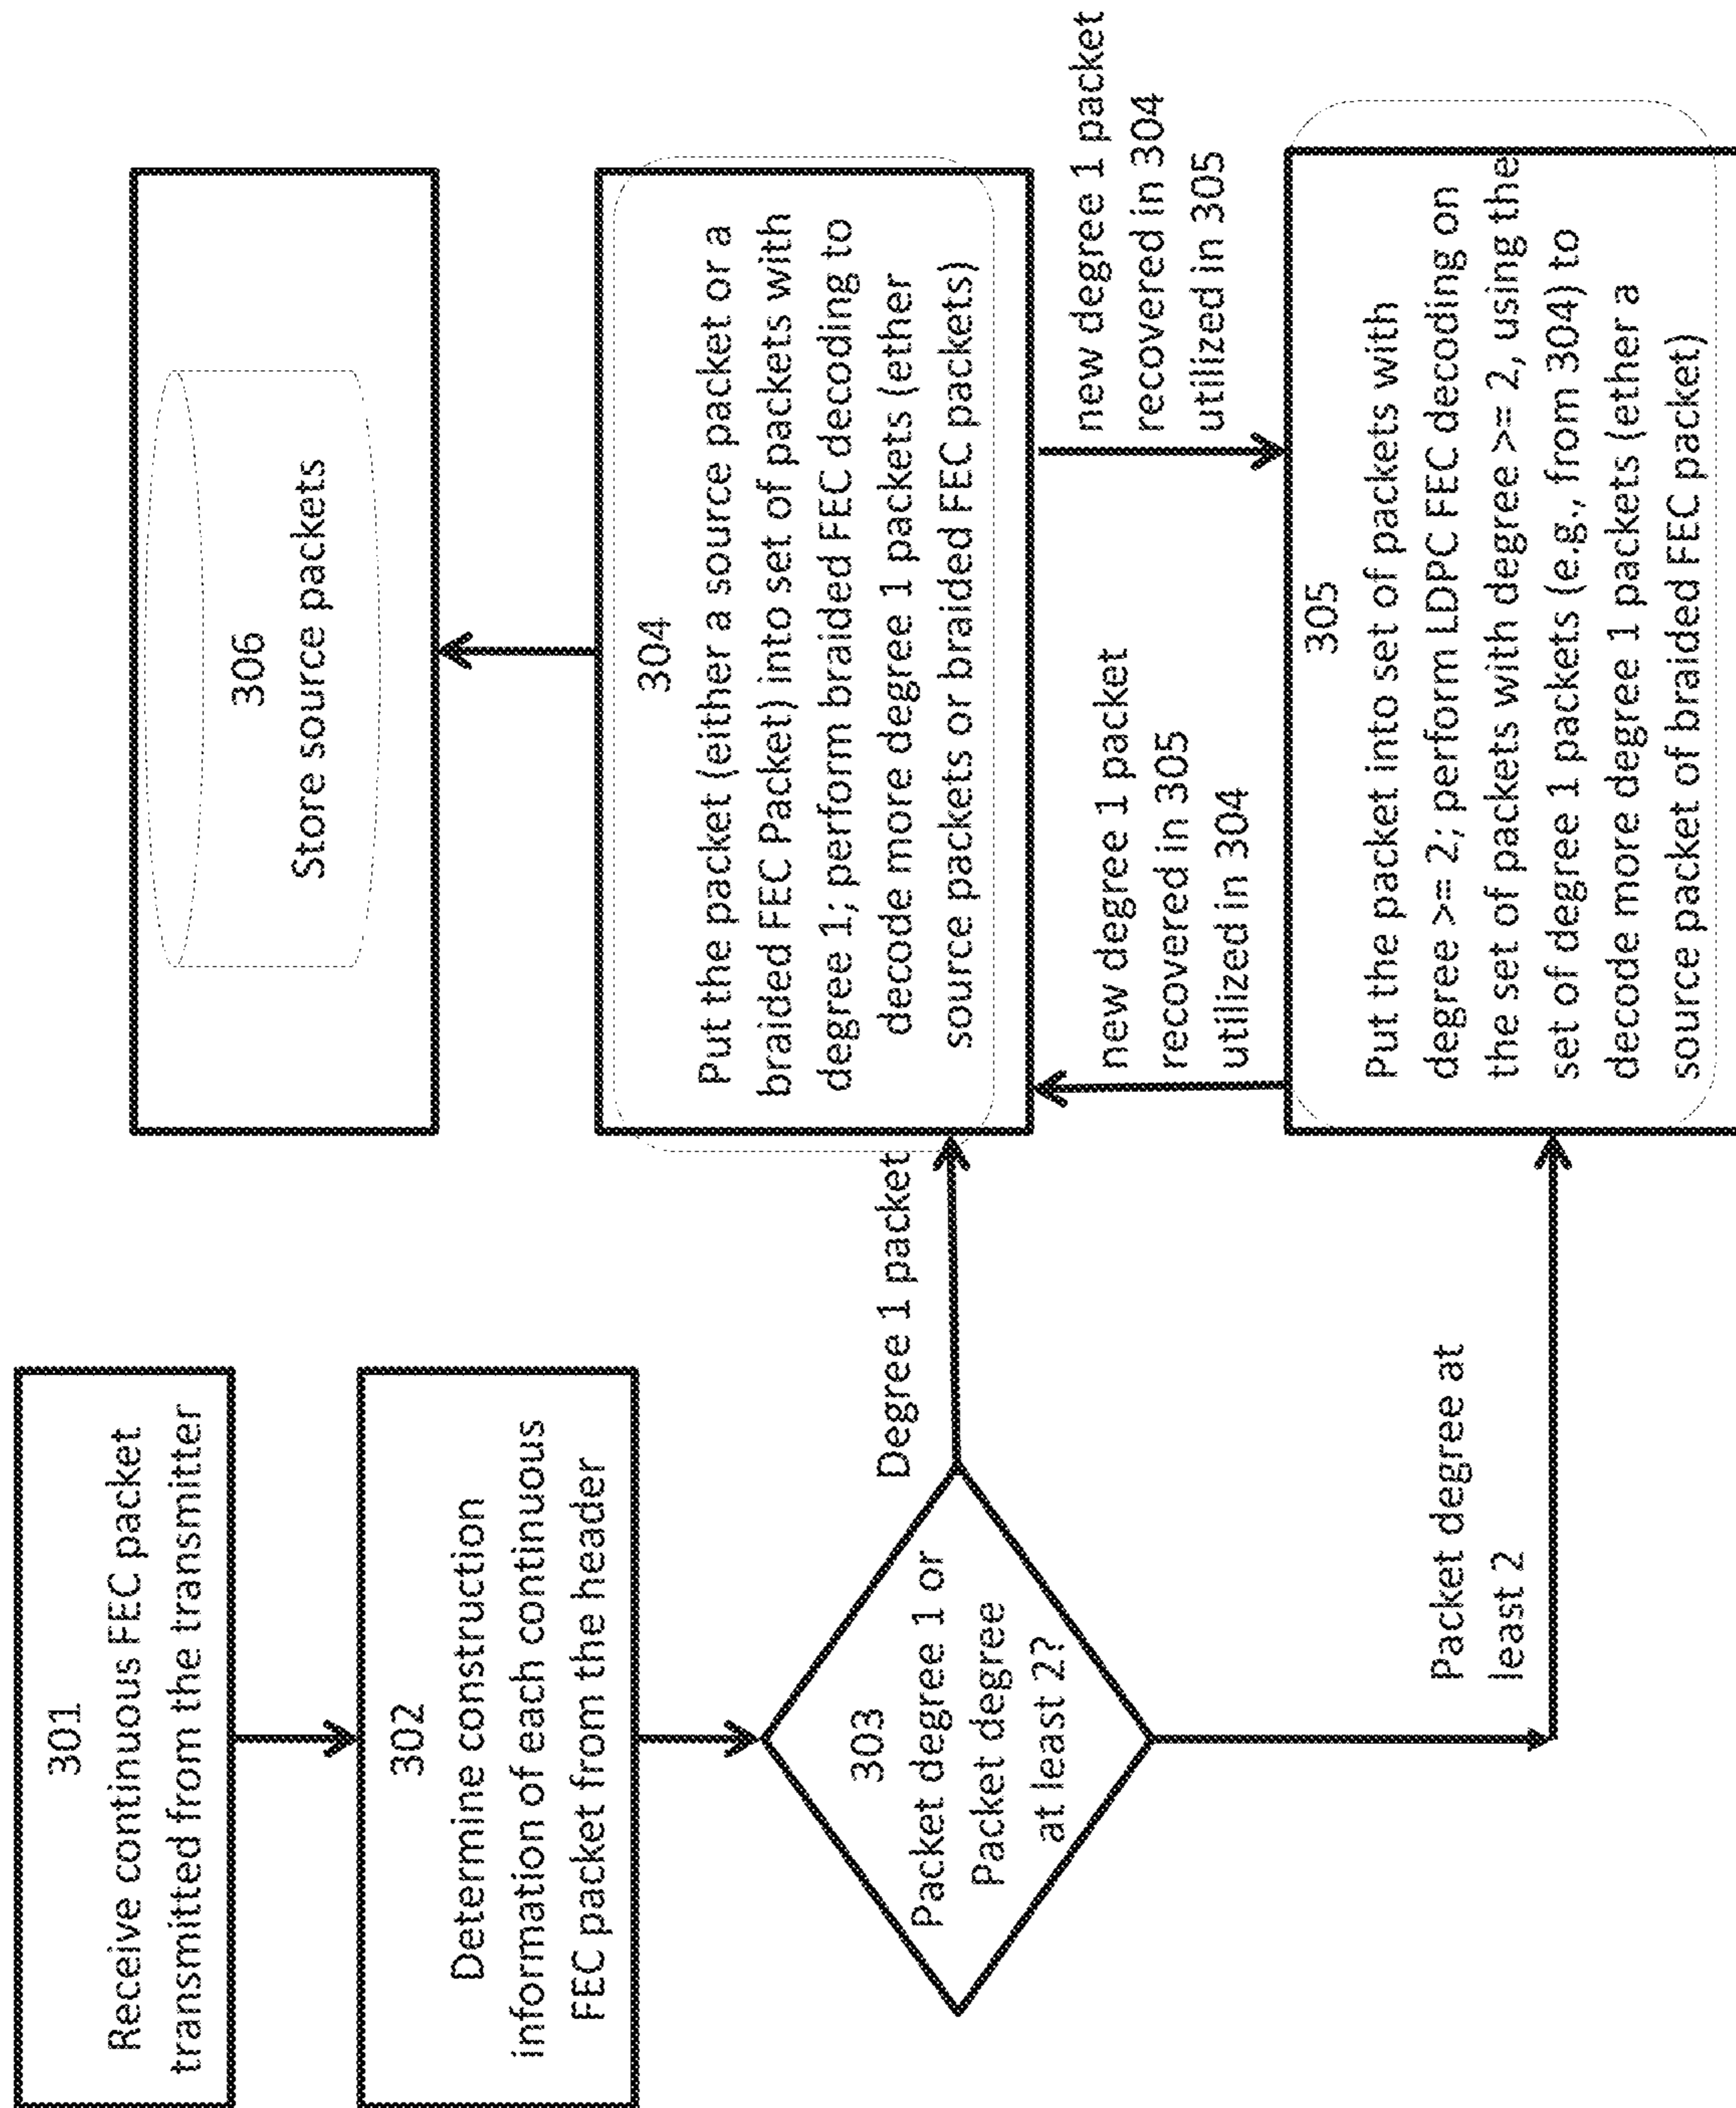 301
Receive continuous FEC packet
transmitted from the transmitter
302
Determine construction
information of each continuous
FEC packet from the header
303
Packet degree 1 or
Packet degree
at least 2?
Degree 1 packet
Packet degree at
least 2
306
Store source packets
304
Put the packet (either a source packet or a
braided FEC Packet) into set of packets with
degree 1; perform braided FEC decoding to
decode more degree 1 packets (ether
source packets or braided FEC packets)
new degree 1 packet
recovered in 305
utilized in 304
new degree 1 packet
recovered in 304
utilized in 305
305
Put the packet into set of packets with
degree >= 2; perform LDPC FEC decoding on
the set of packets with degree >= 2, using the
set of degree 1 packets (e.g., from 304) to
decode more degree 1 packets (ether a
source packet of braided FEC packet)